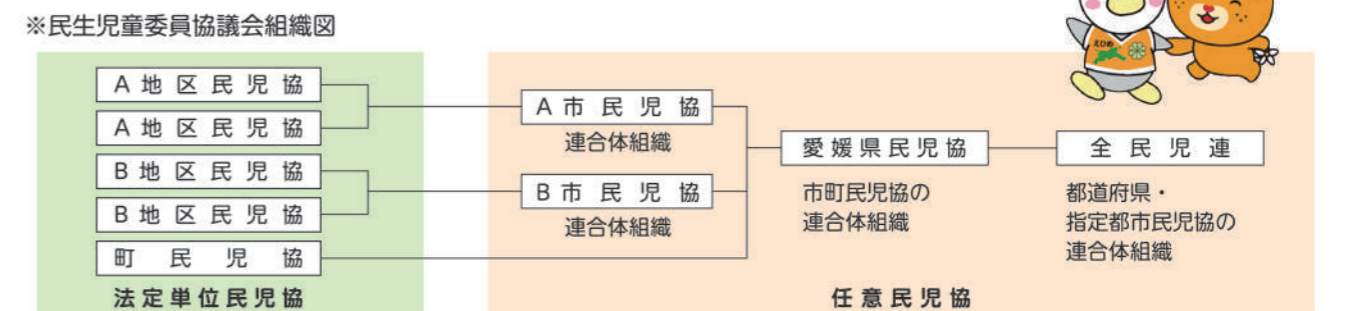 ※民生児童委員協議会組織図
A地区民児協
A地区民児協
B地区民児協
B地区民児協
町民児協
法定単位民児協
A市民児協
連合体組織
B市民児協
連合体組織
愛媛県民児協
市町民児協の
連合体組織
全民児連
都道府県・
指定都市民児協の
連合体組織
任意民児協
えひめ